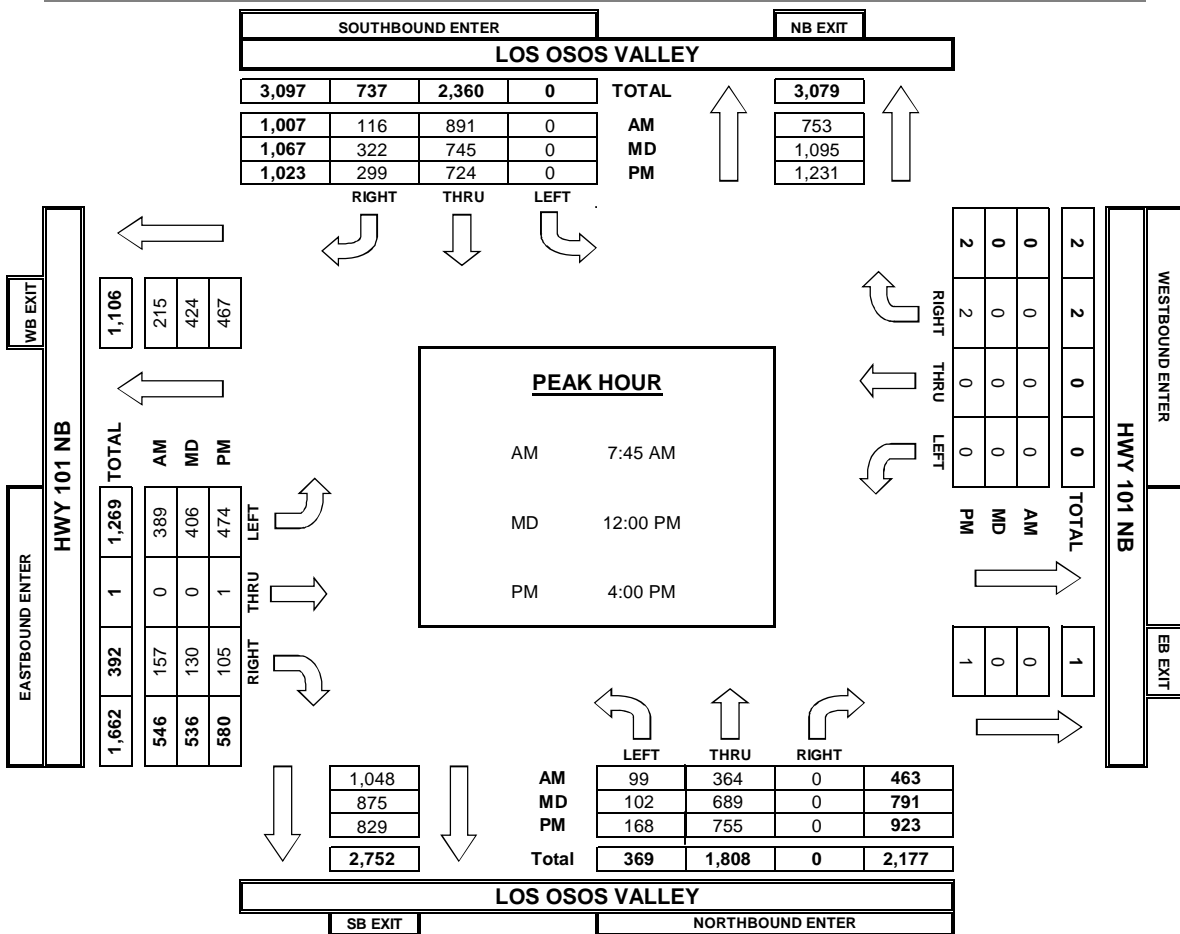 SOUTHBOUND ENTER NB EXIT
LOS OSOS VALLEY
3,097 737 2,360 0 TOTAL 3,079
1,007 116 891 0 AM 753
1,067 322 745 0 MD 1,095
1,023 299 724 0 PM 1,231
RIGHT THRU LEFT
WB EXIT
HWY 101 NB
EASTBOUND ENTER
1,106 215 424 467
TOTAL AM MD PM
1,269 389 406 474 LEFT
1 0 0 1 THRU
392 157 130 105 RIGHT
1,662 546 536 580
PEAK HOUR
AM 7:45 AM
MD 12:00 PM
PM 4:00 PM
2 0 0 2
RIGHT 2 0 0 2
THRU 0 0 0 0
LEFT 0 0 0 0
PM MD AM TOTAL
1 0 0 1
HWY 101 NB
WESTBOUND ENTER
EB EXIT
LEFT THRU RIGHT
1,048 AM 99 364 0 463
875 MD 102 689 0 791
829 PM 168 755 0 923
2,752 Total 369 1,808 0 2,177
LOS OSOS VALLEY
SB EXIT NORTHBOUND ENTER